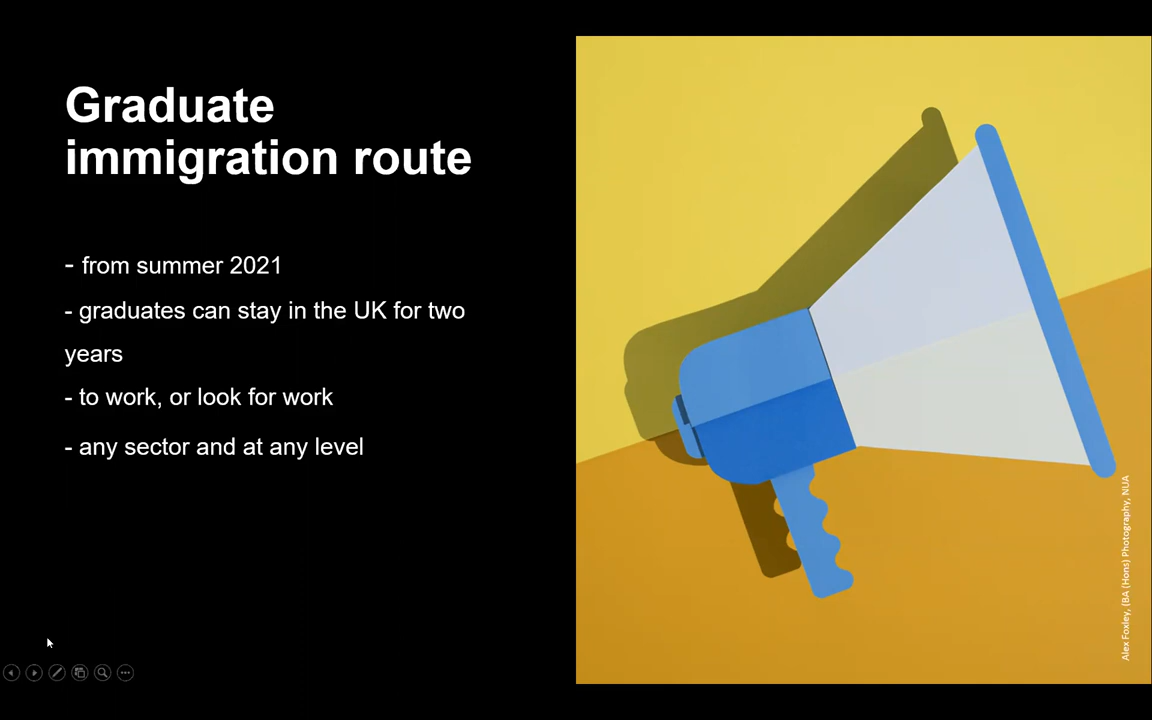 Graduate
immigration route
- from summer 2021
- graduates can stay in the UK for two
years
- to work, or look for work
- any sector and at any level
Alex Foxley, (BA (Hons) Photography, NUA